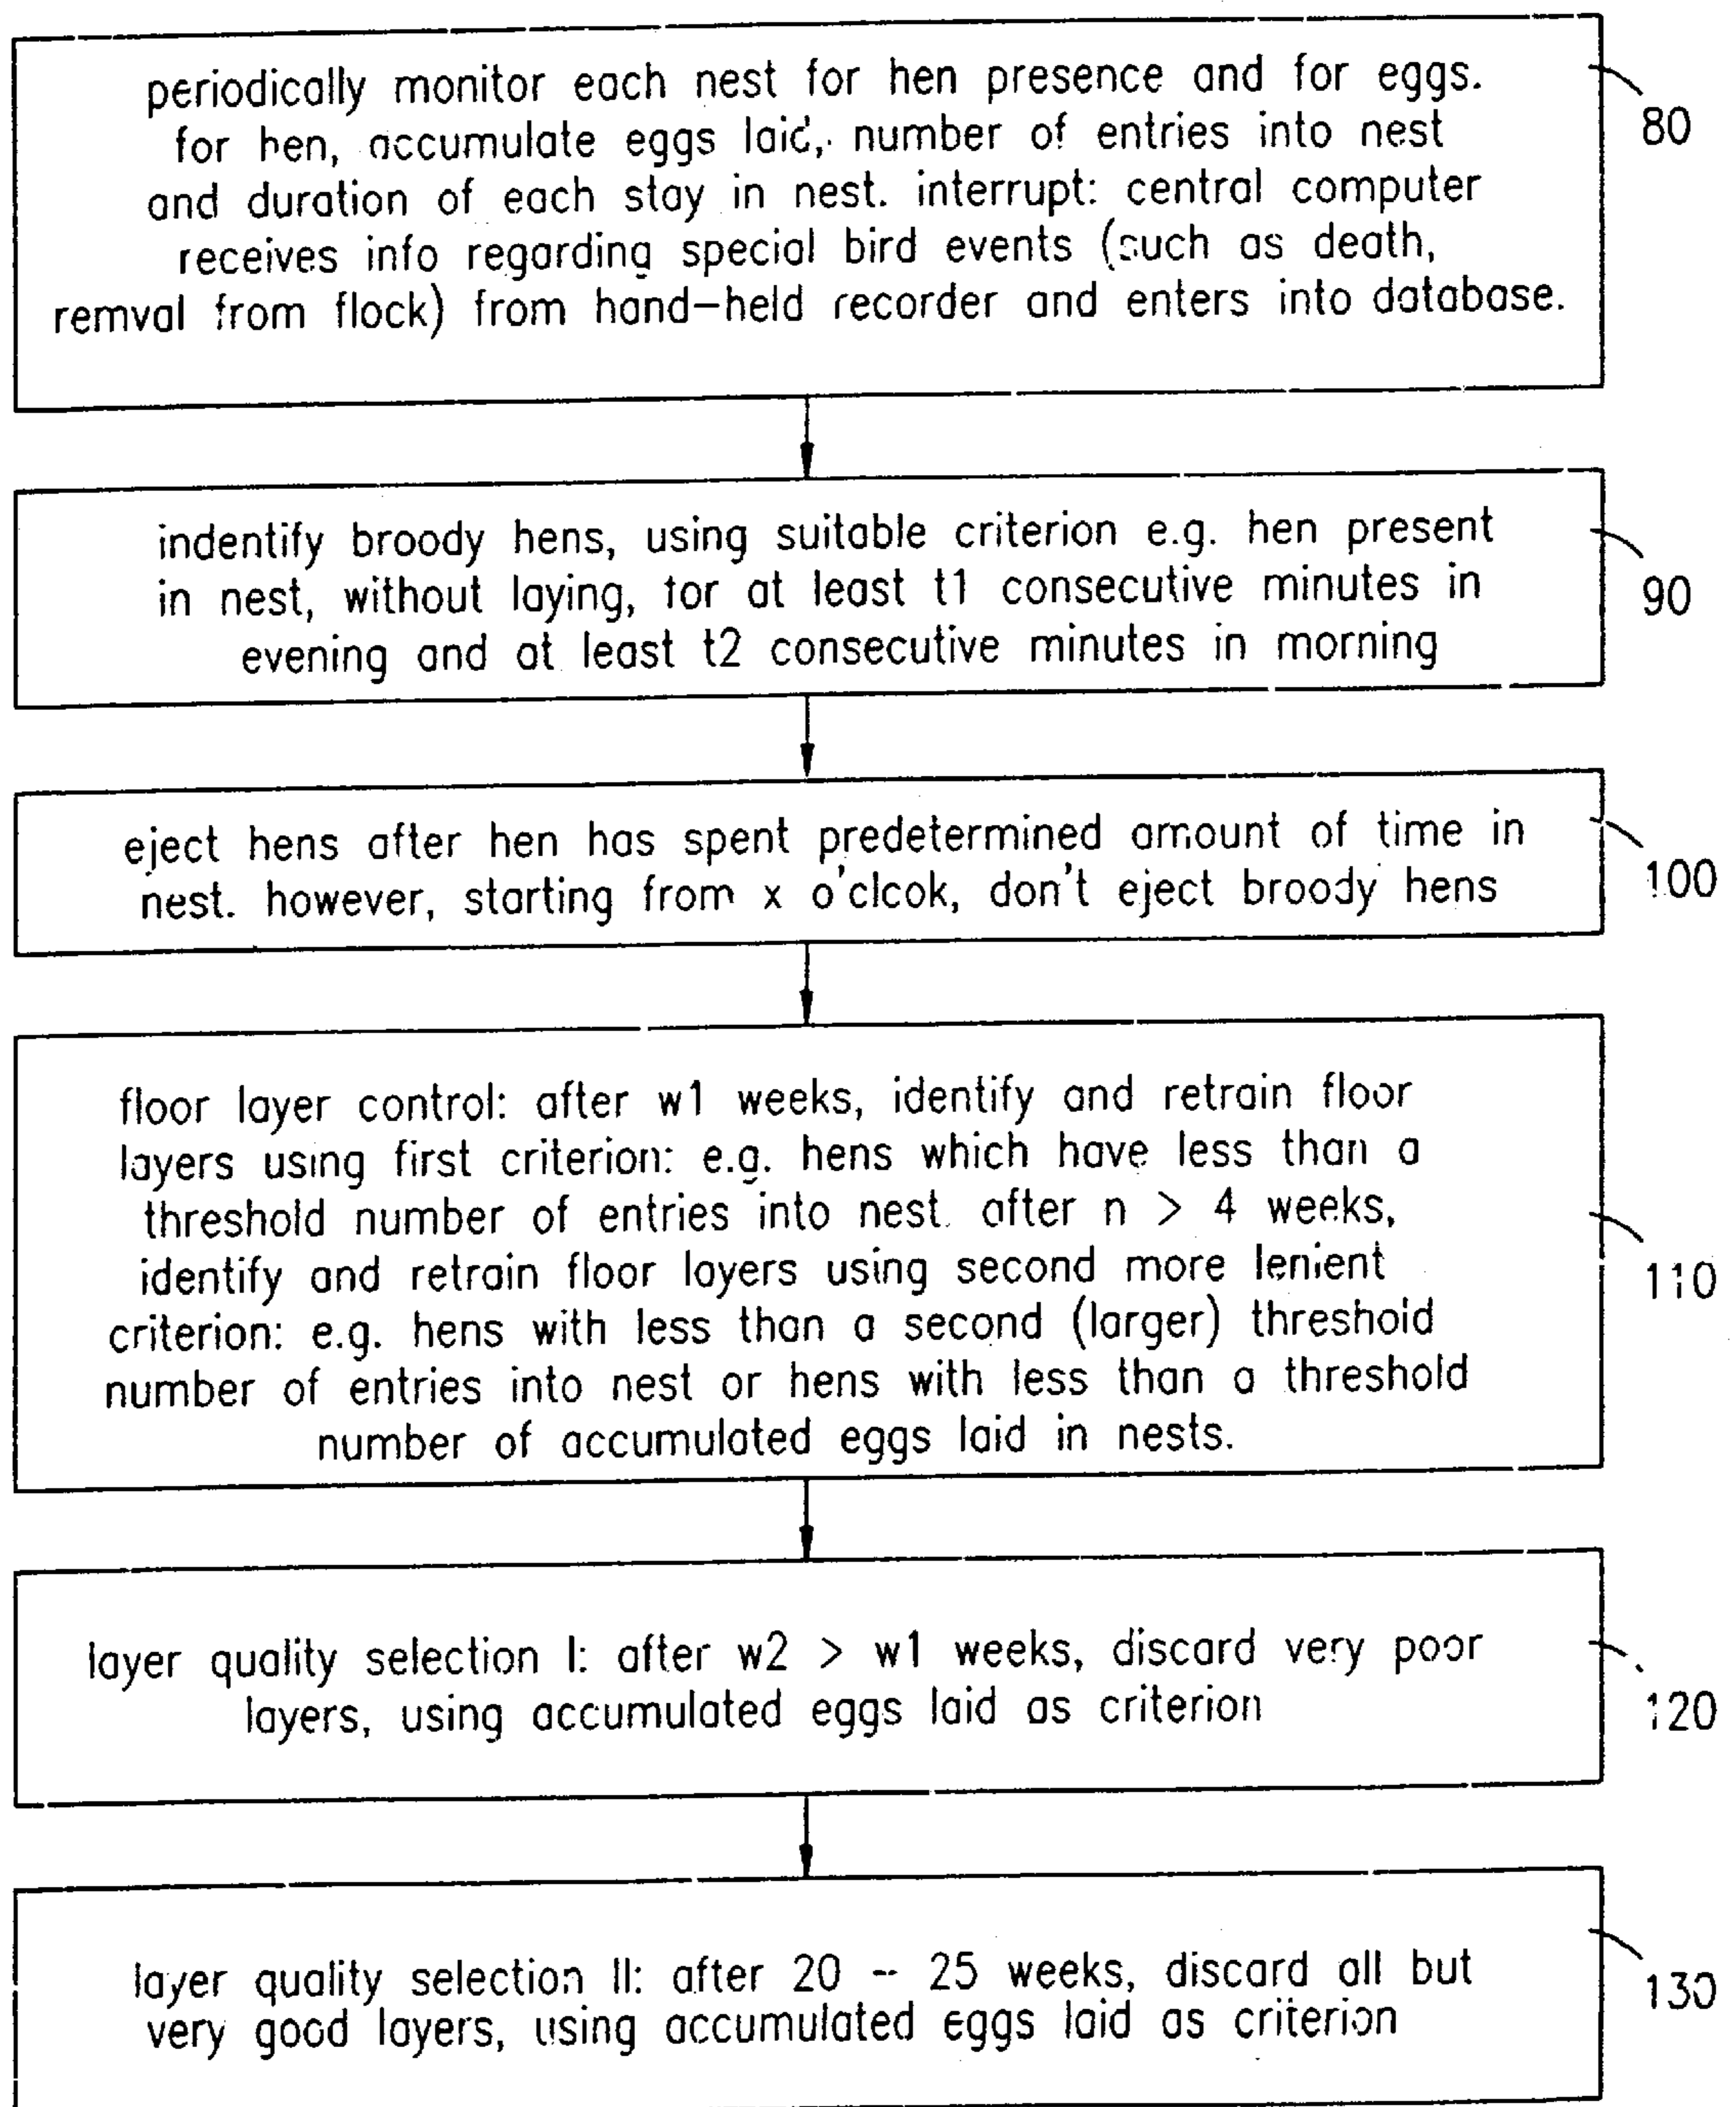 periodically monitor each nest for hen presence and for eggs.
for hen, accumulate eggs laid, number of entries into nest
and duration of each stay in nest. interrupt: central computer
receives info regarding special bird events (such as death,
remval from flock) from hand-held recorder and enters into database.
80
indentify broody hens, using suitable criterion e.g. hen present
in nest, without laying, for at least t1 consecutive minutes in
evening and at least t2 consecutive minutes in morning
90
eject hens after hen has spent predetermined amount of time in
nest. however, starting from x o'clcok, don't eject broody hens
100
floor layer control: after w1 weeks, identify and retrain floor
layers using first criterion: e.g. hens which have less than a
threshold number of entries into nest. after n > 4 weeks,
identify and retrain floor layers using second more lenient
criterion: e.g. hens with less than a second (larger) threshold
number of entries into nest or hens with less than a threshold
number of accumulated eggs laid in nests.
110
layer quality selection I: after w2 > w1 weeks, discard very poor
layers, using accumulated eggs laid as criterion
120
layer quality selection II: after 20 - 25 weeks, discard all but
very good layers, using accumulated eggs laid as criterion
130